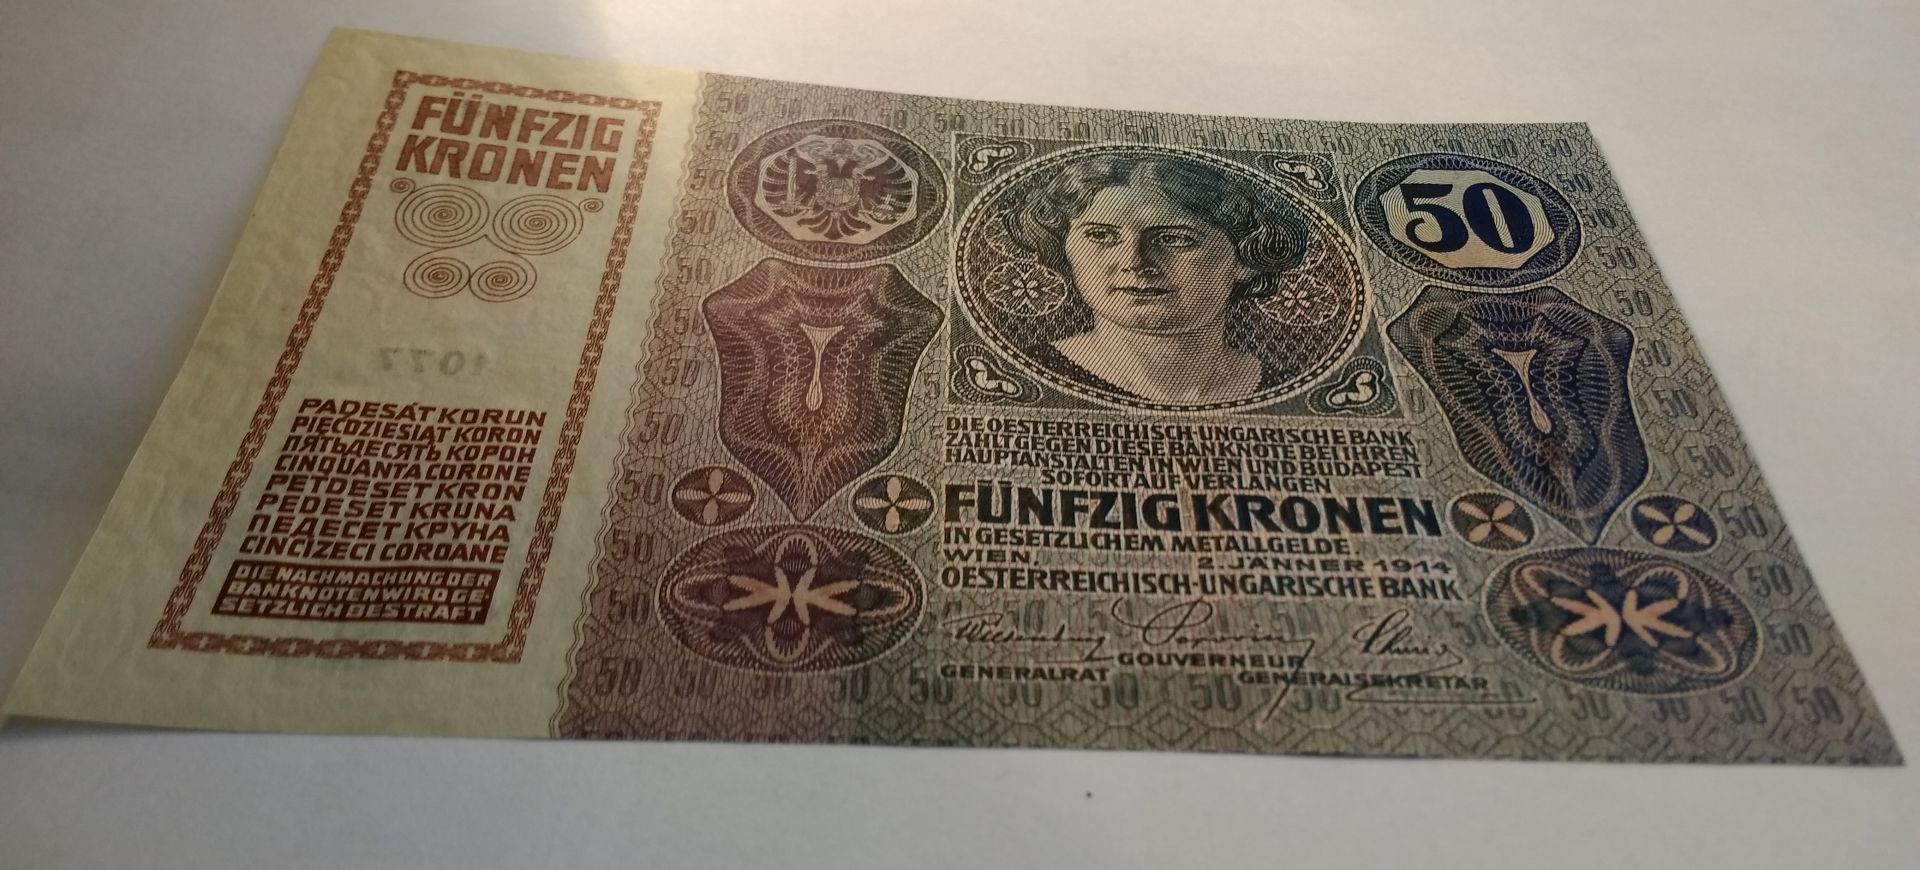 FÜNFZIG
KRONEN
1077
PADESÁT KORUN
PIĘĆDZIESIĄT KORON
ПЯТЬДЕСЯТЬ КОРОН
CINQUANTA CORONE
PETDESET KRON
PEDESET KRUNA
ПЕДЕСЕТ КРУНА
CINCIZECI COROANE
DIE NACHMACHUNG DER
BANKNOTEN WIRD GE-
SETZLICH BESTRAFT
50
DIE OESTERREICHISCH-UNGARISCHE BANK
ZAHLT GEGEN DIESE BANKNOTE BEI IHREN
HAUPTANSTALTEN IN WIEN UND BUDAPEST
SOFORT AUF VERLANGEN
FÜNFZIG KRONEN
IN GESETZLICHEM METALLGELDE.
WIEN, 2. JÄNNER 1914
OESTERREICHISCH-UNGARISCHE BANK
GENERALRAT GOUVERNEUR GENERALSEKRETÄR